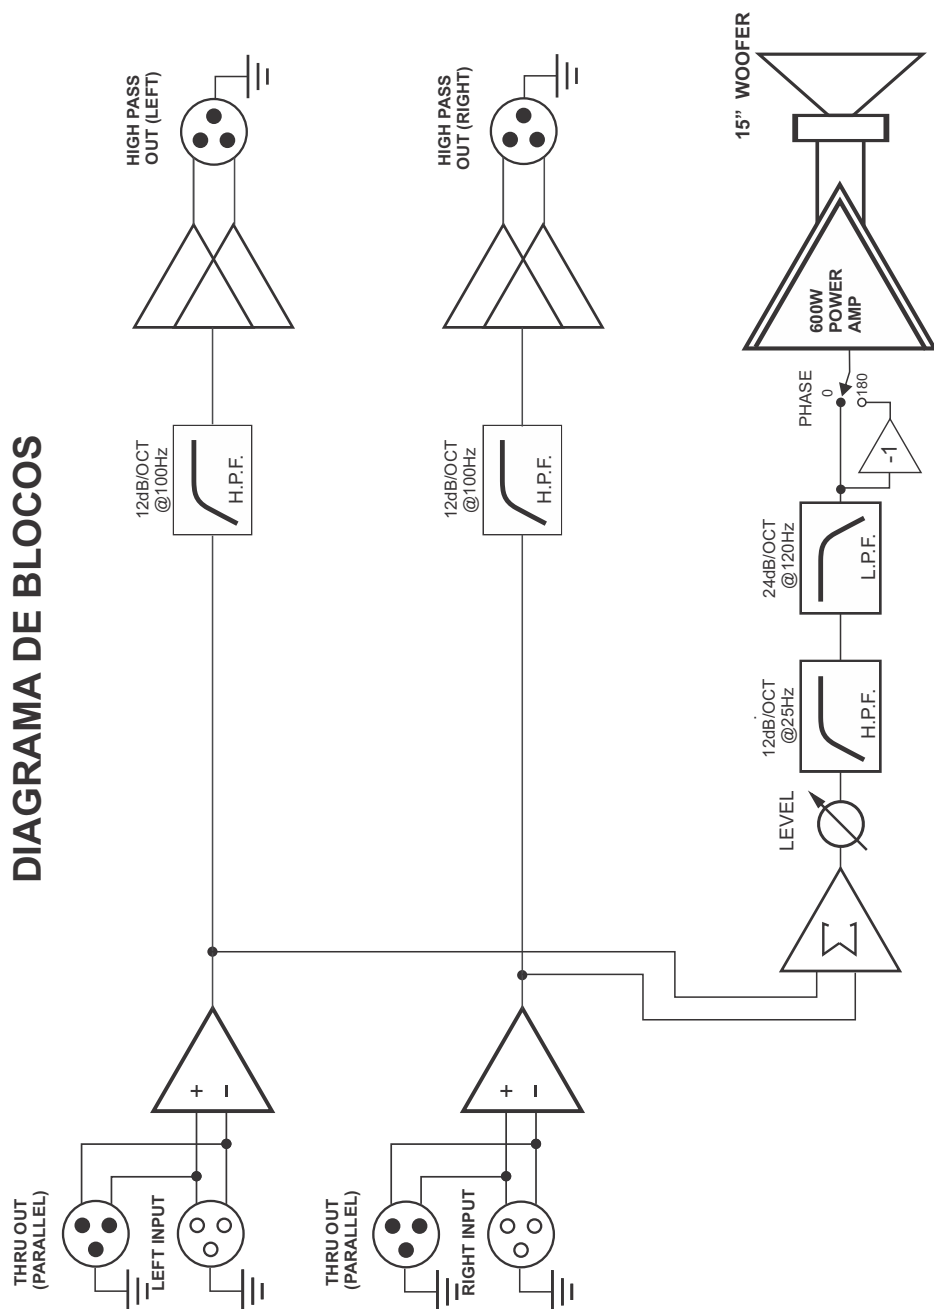 DIAGRAMA DE BLOCOS
THRU OUT
(PARALLEL)
LEFT INPUT
+
–
12dB/OCT
@100Hz
H.P.F.
HIGH PASS
OUT (LEFT)
THRU OUT
(PARALLEL)
RIGHT INPUT
+
–
12dB/OCT
@100Hz
H.P.F.
HIGH PASS
OUT (RIGHT)
Σ
LEVEL
12dB/OCT
@25Hz
H.P.F.
24dB/OCT
@120Hz
L.P.F.
-1
PHASE
0
180
600W
POWER
AMP
15” WOOFER